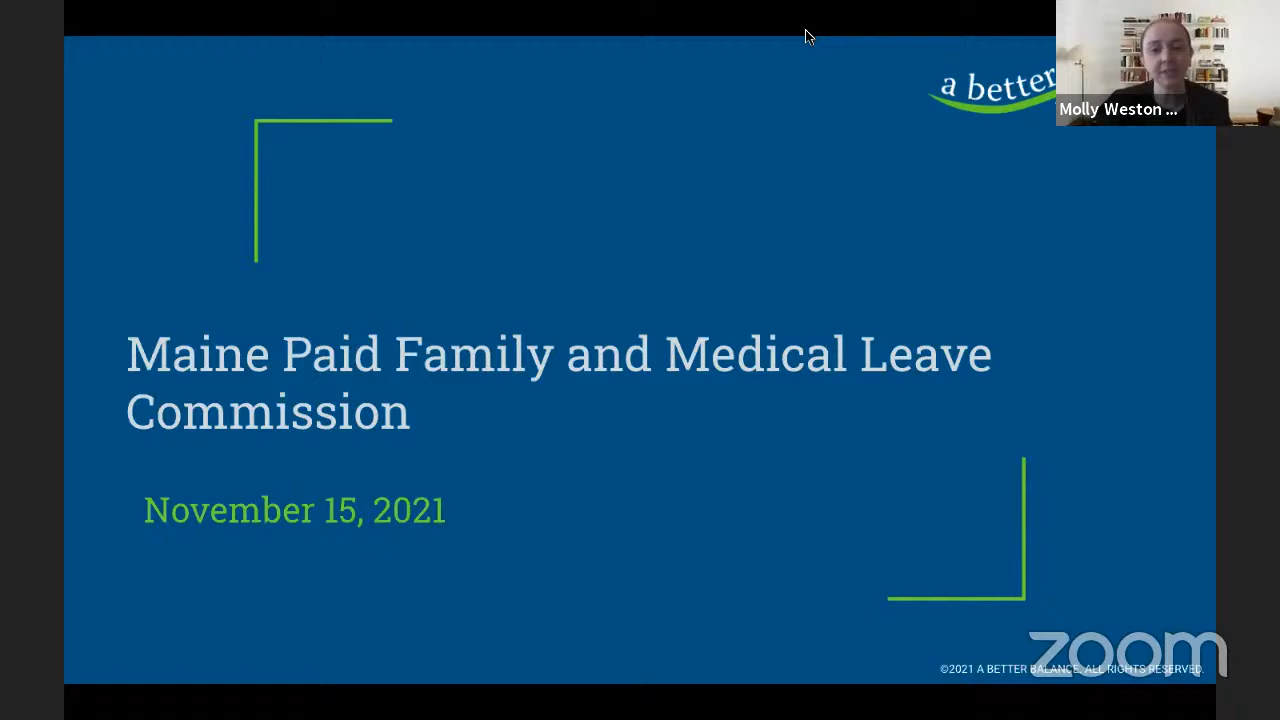 a better
Molly Weston ...
Maine Paid Family and Medical Leave
Commission
November 15, 2021
zoom
©2021 A BETTER BALANCE. ALL RIGHTS RESERVED.